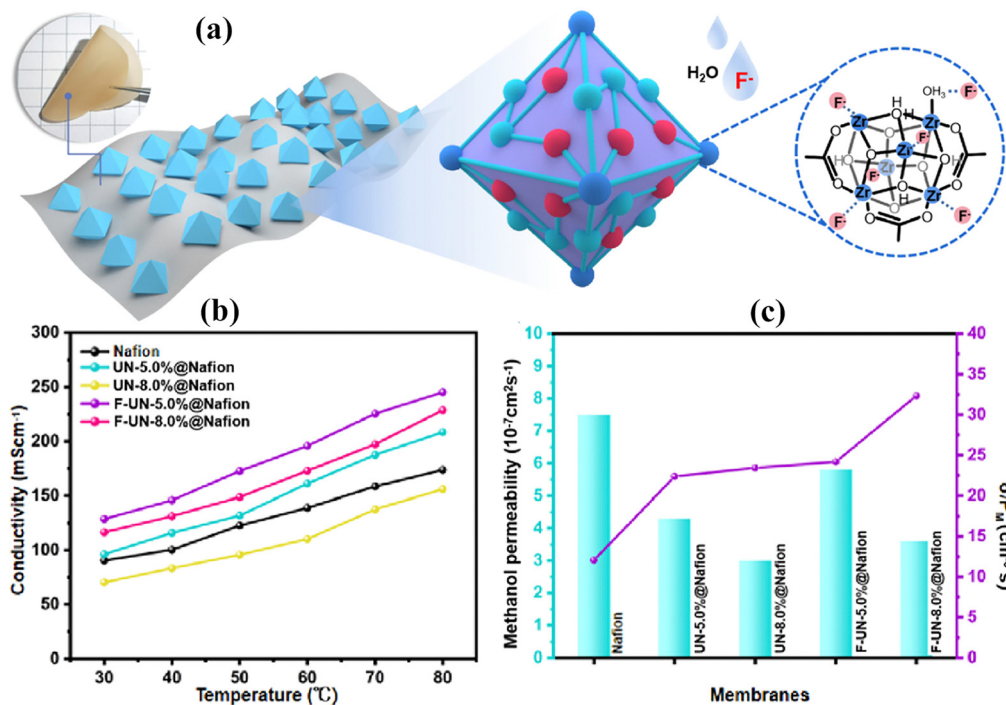 (a)
H₂O
F-
F-
OH₃
F-
H
H
H
Zr
Zr
O
O
O
O
F-
Zr
O
H
O
H
Zr
O
F-
O
Zr
O
H
Zr
O
O
O
F-
F-
O
O
(b)
300
250
200
150
100
50
0
Conductivity (mScm⁻¹)
Nafion
UN-5.0%@Nafion
UN-8.0%@Nafion
F-UN-5.0%@Nafion
F-UN-8.0%@Nafion
30 40 50 60 70 80
Temperature (℃)
(c)
10
9
8
7
6
5
4
3
2
1
0
Methanol permeability (10⁻⁷cm²s⁻¹)
Nafion
UN-5.0%@Nafion
UN-8.0%@Nafion
F-UN-5.0%@Nafion
F-UN-8.0%@Nafion
40
35
30
25
20
15
10
5
0
Membranes